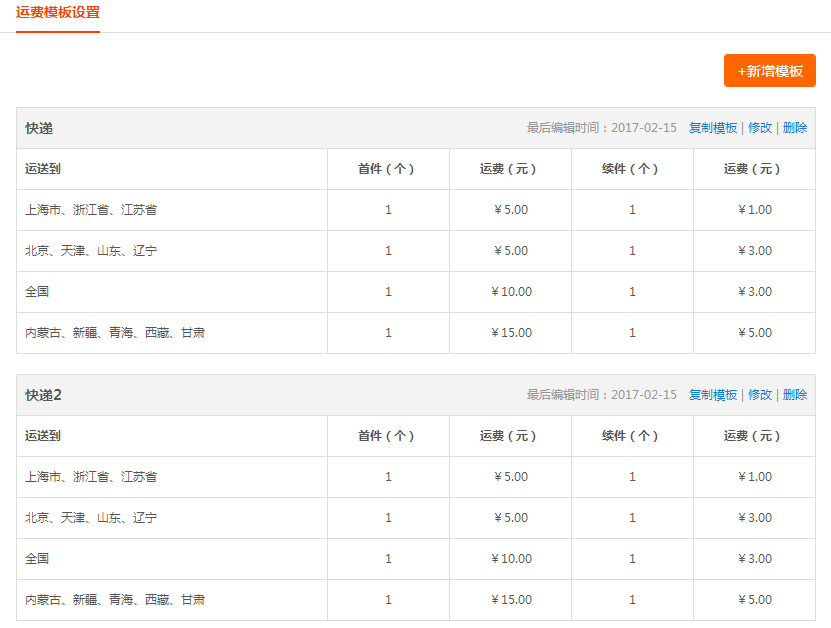 运费模板设置
+新增模板
快递 最后编辑时间：2017-02-15 复制模板 | 修改 | 删除
运送到 首件（个） 运费（元） 续件（个） 运费（元）
上海市、浙江省、江苏省 1 ￥5.00 1 ￥1.00
北京、天津、山东、辽宁 1 ￥5.00 1 ￥3.00
全国 1 ￥10.00 1 ￥3.00
内蒙古、新疆、青海、西藏、甘肃 1 ￥15.00 1 ￥5.00
快递2 最后编辑时间：2017-02-15 复制模板 | 修改 | 删除
运送到 首件（个） 运费（元） 续件（个） 运费（元）
上海市、浙江省、江苏省 1 ￥5.00 1 ￥1.00
北京、天津、山东、辽宁 1 ￥5.00 1 ￥3.00
全国 1 ￥10.00 1 ￥3.00
内蒙古、新疆、青海、西藏、甘肃 1 ￥15.00 1 ￥5.00